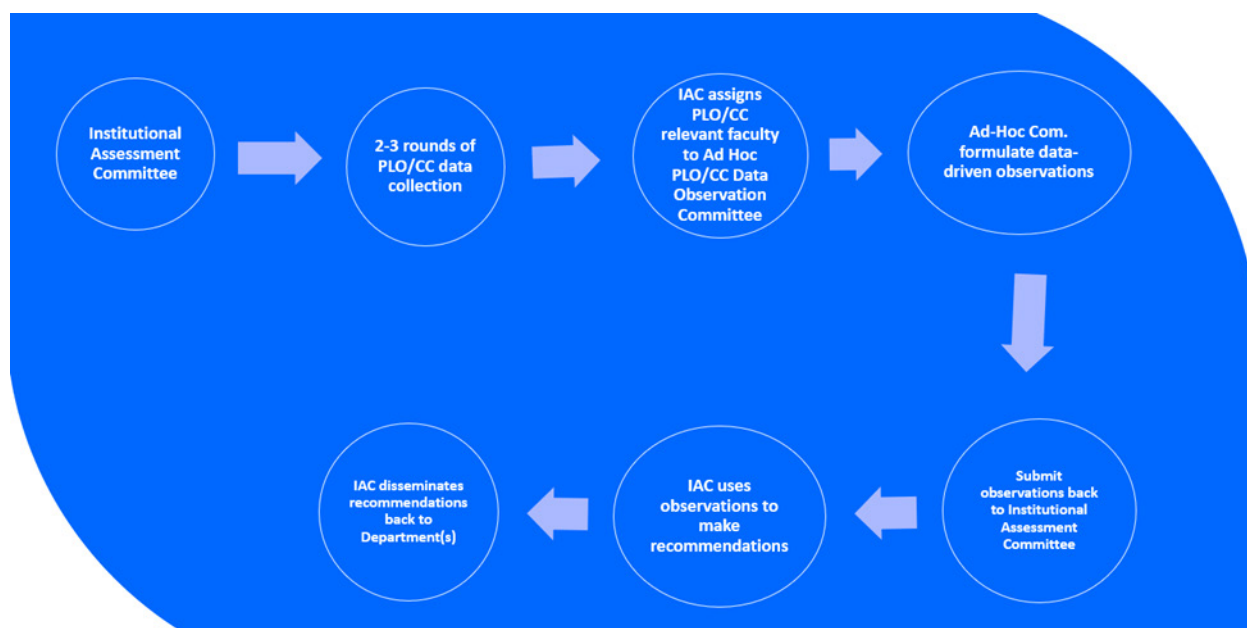 Institutional
Assessment
Committee
2-3 rounds of
PLO/CC data
collection
IAC assigns
PLO/CC
relevant faculty
to Ad Hoc
PLO/CC Data
Observation
Committee
Ad-Hoc Com.
formulate data-
driven observations
Submit
observations back
to Institutional
Assessment
Committee
IAC uses
observations to
make
recommendations
IAC disseminates
recommendations
back to
Department(s)